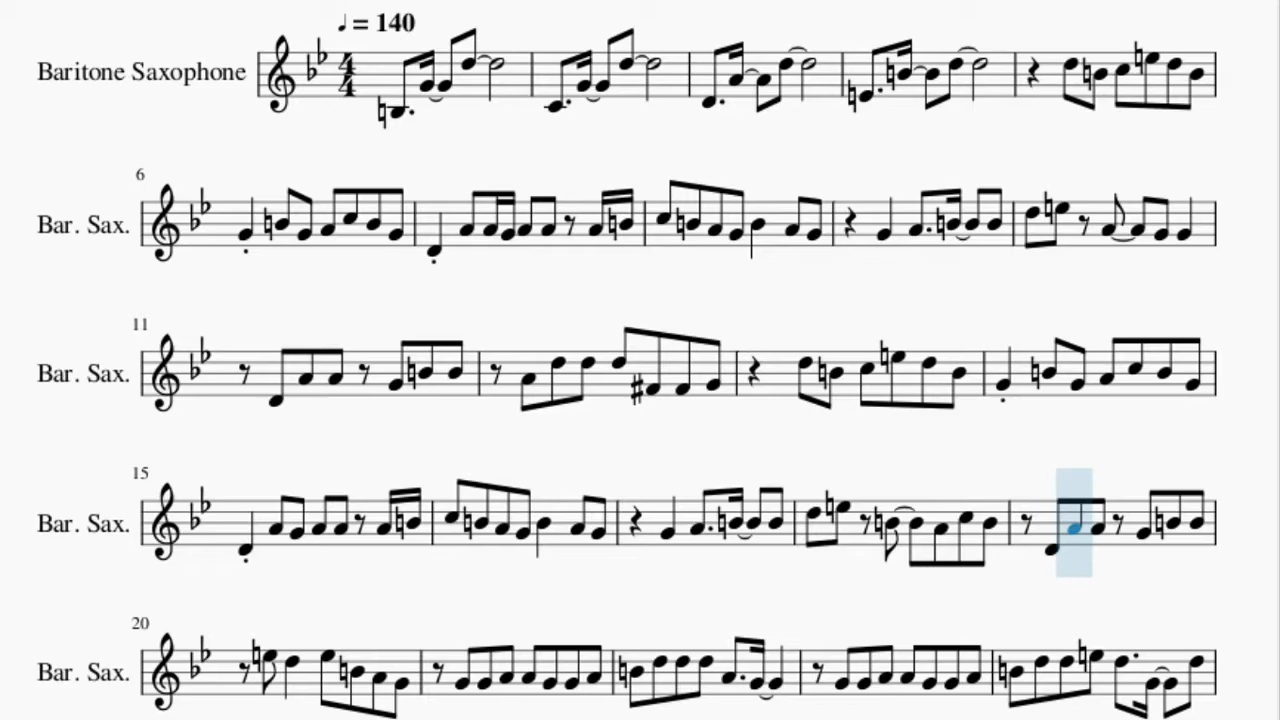 ♩ = 140
Baritone Saxophone
4
4
6
Bar. Sax.
11
Bar. Sax.
15
Bar. Sax.
20
Bar. Sax.